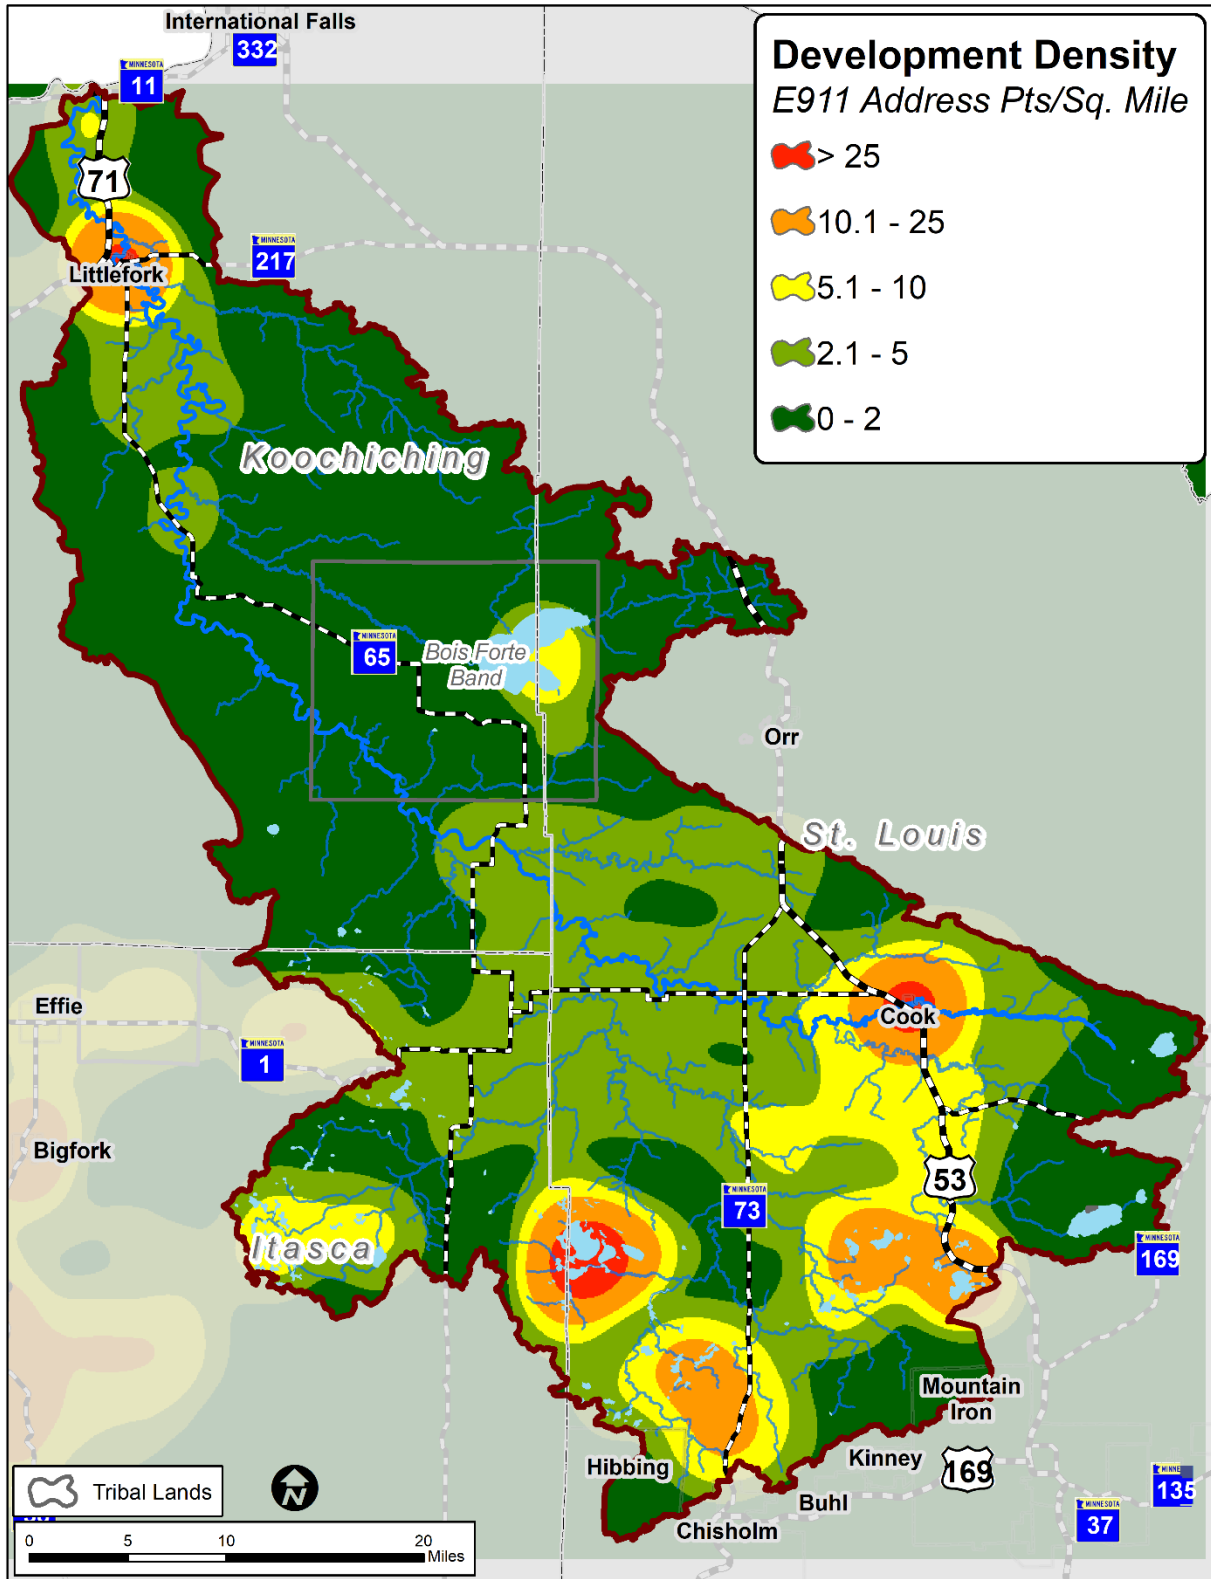 International Falls
MINNESOTA
332
MINNESOTA
11
Development Density
E911 Address Pts/Sq. Mile
> 25
10.1 - 25
5.1 - 10
2.1 - 5
0 - 2
71
MINNESOTA
217
Littlefork
Koochiching
MINNESOTA
65
Bois Forte
Band
Orr
St. Louis
Effie
MINNESOTA
1
Cook
Bigfork
53
MINNESOTA
73
Itasca
MINNESOTA
169
Mountain
Iron
Hibbing
Kinney
169
Buhl
Chisholm
MINNE
135
MINNESOTA
37
Tribal Lands
N
0 5 10 20
Miles